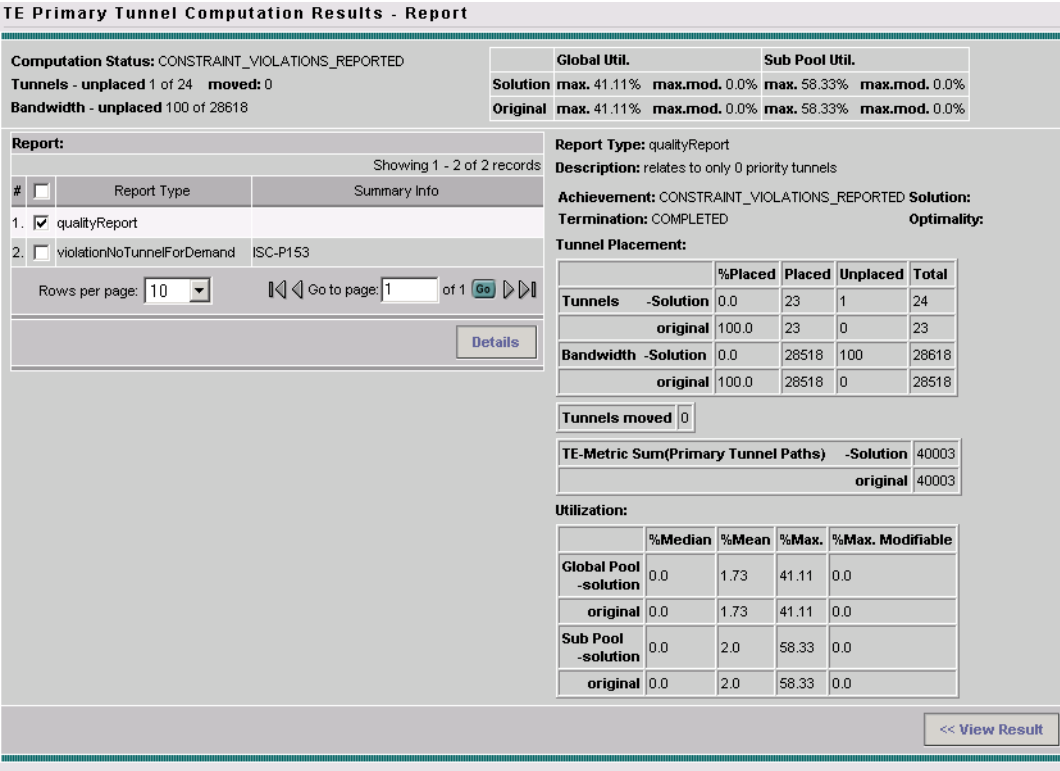 TE Primary Tunnel Computation Results - Report
Computation Status: CONSTRAINT_VIOLATIONS_REPORTED
Tunnels - unplaced 1 of 24 moved: 0
Bandwidth - unplaced 100 of 28618
Global Util. Sub Pool Util.
Solution max. 41.11% max.mod. 0.0% max. 58.33% max.mod. 0.0%
Original max. 41.11% max.mod. 0.0% max. 58.33% max.mod. 0.0%
Report:
Showing 1 - 2 of 2 records
# Report Type Summary Info
1. qualityReport
2. violationNoTunnelForDemand ISC-P153
Rows per page: 10 Go to page: 1 of 1 Go
Details
Report Type: qualityReport
Description: relates to only 0 priority tunnels
Achievement: CONSTRAINT_VIOLATIONS_REPORTED Solution:
Termination: COMPLETED Optimality:
Tunnel Placement:
%Placed Placed Unplaced Total
Tunnels -Solution 0.0 23 1 24
original 100.0 23 0 23
Bandwidth -Solution 0.0 28518 100 28618
original 100.0 28518 0 28518
Tunnels moved 0
TE-Metric Sum(Primary Tunnel Paths) -Solution 40003
original 40003
Utilization:
%Median %Mean %Max. %Max. Modifiable
Global Pool
-solution 0.0 1.73 41.11 0.0
original 0.0 1.73 41.11 0.0
Sub Pool
-solution 0.0 2.0 58.33 0.0
original 0.0 2.0 58.33 0.0
<< View Result